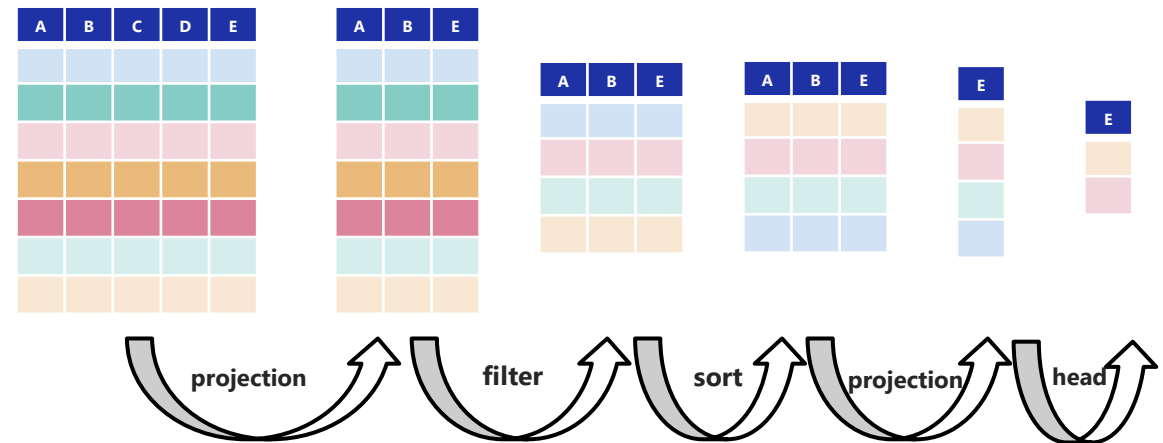 A B C D E
A B E
A B E
A B E
E
E
projection
filter
sort
projection
head